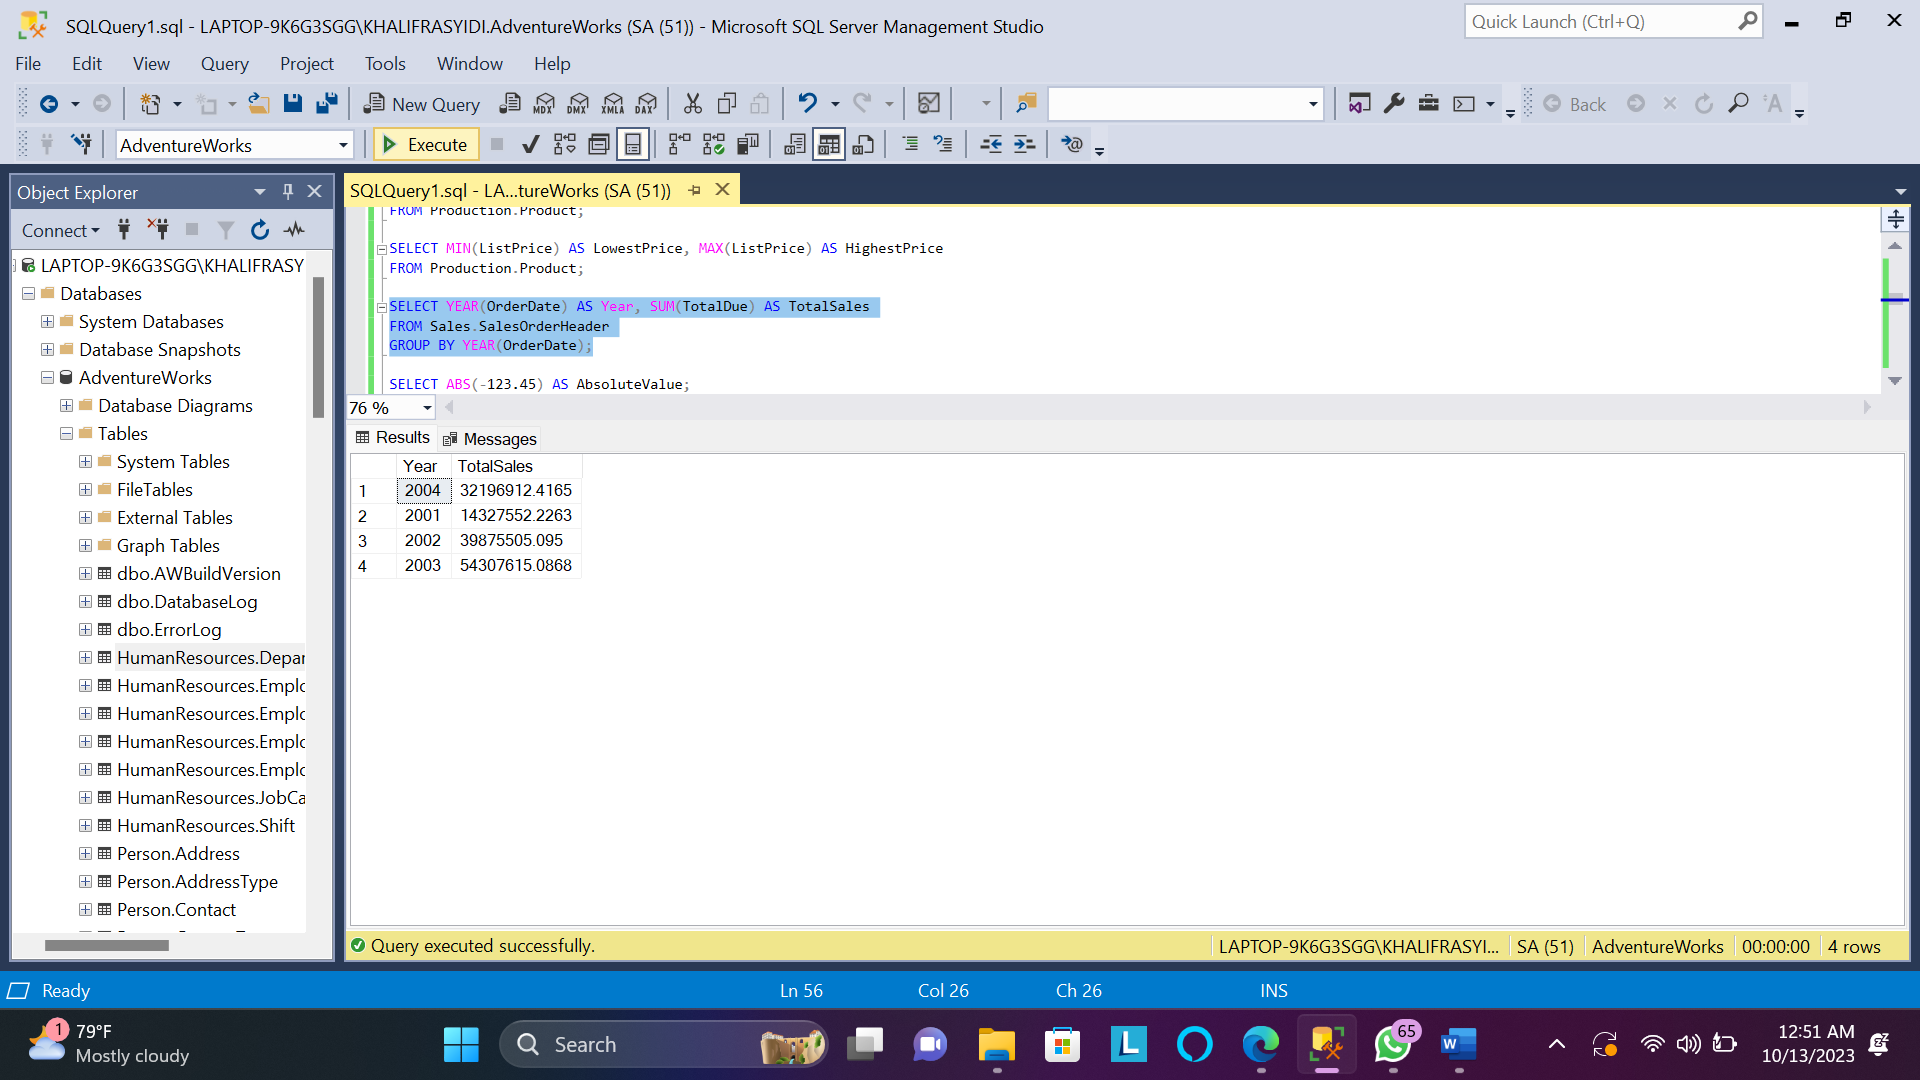 SQLQuery1.sql - LAPTOP-9K6G3SGG\KHALIFRASYIDI.AdventureWorks (SA (51)) - Microsoft SQL Server Management Studio
Quick Launch (Ctrl+Q)
File Edit View Query Project Tools Window Help
New Query MDX DMX XMLA DAX Back
AdventureWorks Execute
Object Explorer
Connect
LAPTOP-9K6G3SGG\KHALIFRASY
Databases
System Databases
Database Snapshots
AdventureWorks
Database Diagrams
Tables
System Tables
FileTables
External Tables
Graph Tables
dbo.AWBuildVersion
dbo.DatabaseLog
dbo.ErrorLog
HumanResources.Depar
HumanResources.Emplo
HumanResources.Emplo
HumanResources.Emplo
HumanResources.Emplo
HumanResources.JobCa
HumanResources.Shift
Person.Address
Person.AddressType
Person.Contact
SQLQuery1.sql - LA...tureWorks (SA (51))
FROM Production.Product;
SELECT MIN(ListPrice) AS LowestPrice, MAX(ListPrice) AS HighestPrice
FROM Production.Product;
SELECT YEAR(OrderDate) AS Year, SUM(TotalDue) AS TotalSales
FROM Sales.SalesOrderHeader
GROUP BY YEAR(OrderDate);
SELECT ABS(-123.45) AS AbsoluteValue;
76 %
Results Messages
Year TotalSales
1 2004 32196912.4165
2 2001 14327552.2263
3 2002 39875505.095
4 2003 54307615.0868
Query executed successfully. LAPTOP-9K6G3SGG\KHALIFRASYI... SA (51) AdventureWorks 00:00:00 4 rows
Ready Ln 56 Col 26 Ch 26 INS
1 79°F
Mostly cloudy
Search
L
65
W
12:51 AM
10/13/2023